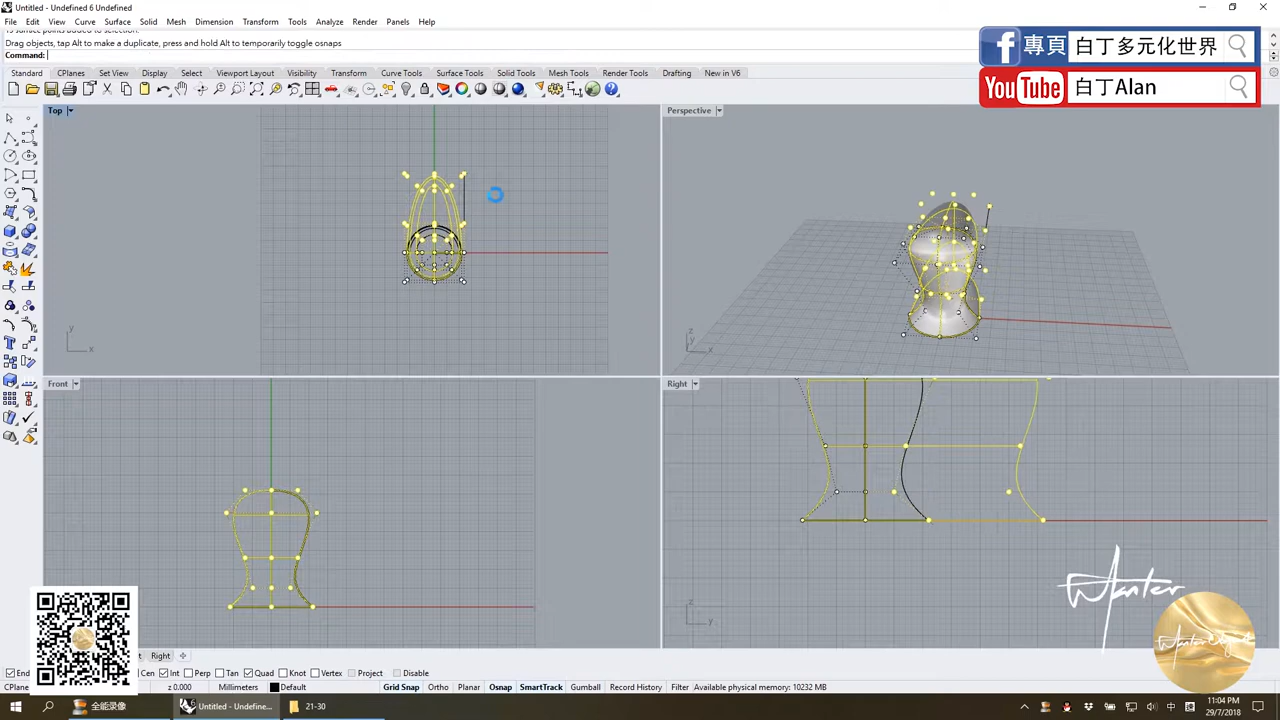 Untitled - Undefined 6 Undefined
File Edit View Curve Surface Solid Mesh Dimension Transform Tools Analyze Render Panels Help
Drag objects, tap Alt to make a duplicate, press and hold Alt to temporarily toggle osnaps
Command:
Standard CPlanes Set View Display Select Viewport Layout Visibility Transform Curve Tools Surface Tools Solid Tools Mesh Tools Render Tools Drafting New in V6
f 專頁 白丁多元化世界
YouTube 白丁Alan
Top
Perspective
y
x
z
y
x
Front
Right
z
y
Wanter
Right
End Cen Int Perp Tan Quad Knot Vertex Project Disable
CPlane z 0.000 Millimeters Default Grid Snap Ortho Planar Osnap SmartTrack Gumball Record History Filter Available physical memory: 10232 MB
全能录像 Untitled - Undefine... 21-30 中 11:04 PM
29/7/2018